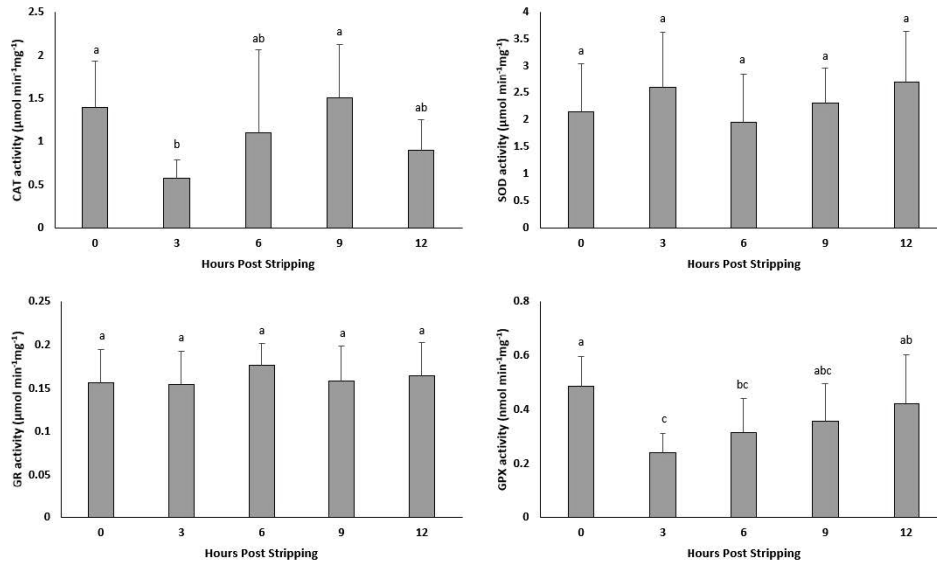 CAT activity (µmol min⁻¹mg⁻¹)
2.5
2
1.5
1
0.5
0
a
b
ab
a
ab
0 3 6 9 12
Hours Post Stripping
SOD activity (µmol min⁻¹mg⁻¹)
4
3.5
3
2.5
2
1.5
1
0.5
0
a
a
a
a
a
0 3 6 9 12
Hours Post Stripping
GR activity (µmol min⁻¹mg⁻¹)
0.25
0.2
0.15
0.1
0.05
0
a
a
a
a
a
0 3 6 9 12
Hours Post Stripping
GPX activity (nmol min⁻¹mg⁻¹)
0.8
0.6
0.4
0.2
0
a
c
bc
abc
ab
0 3 6 9 12
Hours Post Stripping